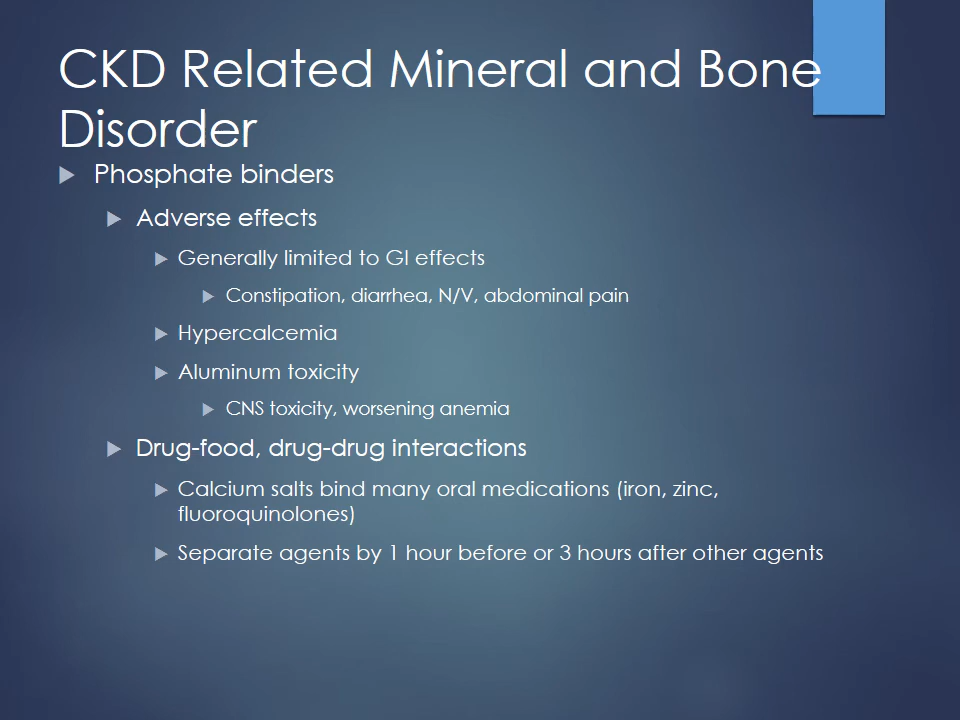 CKD Related Mineral and Bone
Disorder
Phosphate binders
Adverse effects
Generally limited to GI effects
Constipation, diarrhea, N/V, abdominal pain
Hypercalcemia
Aluminum toxicity
CNS toxicity, worsening anemia
Drug-food, drug-drug interactions
Calcium salts bind many oral medications (iron, zinc,
fluoroquinolones)
Separate agents by 1 hour before or 3 hours after other agents